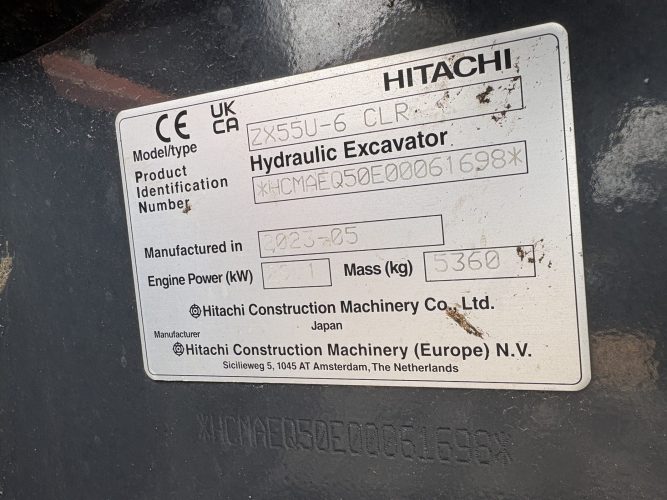 HITACHI
CE UK CA
Model/type ZX55U-6 CLR
Hydraulic Excavator
Product Identification Number *HCMAEQ50E00061698*
Manufactured in 2023-05
Engine Power (kW) Mass (kg) 5360
Hitachi Construction Machinery Co., Ltd.
Japan
Manufacturer
Hitachi Construction Machinery (Europe) N.V.
Sicilieweg 5, 1045 AT Amsterdam, The Netherlands
*HCMAEQ50E00061698*